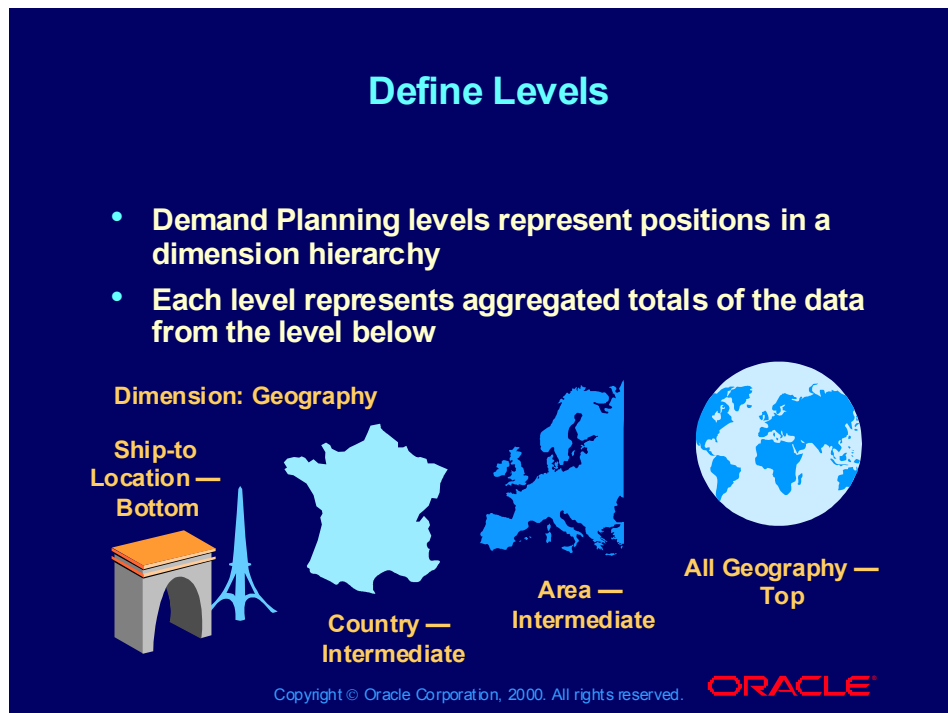 Define Levels
• Demand Planning levels represent positions in a
dimension hierarchy
• Each level represents aggregated totals of the data
from the level below
Dimension: Geography
Ship-to
Location —
Bottom
Country —
Intermediate
Area —
Intermediate
All Geography —
Top
Copyright © Oracle Corporation, 2000. All rights reserved.
ORACLE®